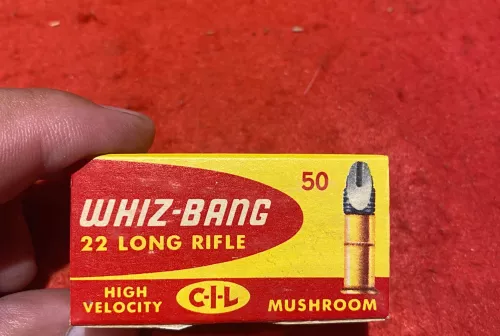 50
WHIZ-BANG
22 LONG RIFLE
HIGH
VELOCITY
C-I-L
MUSHROOM